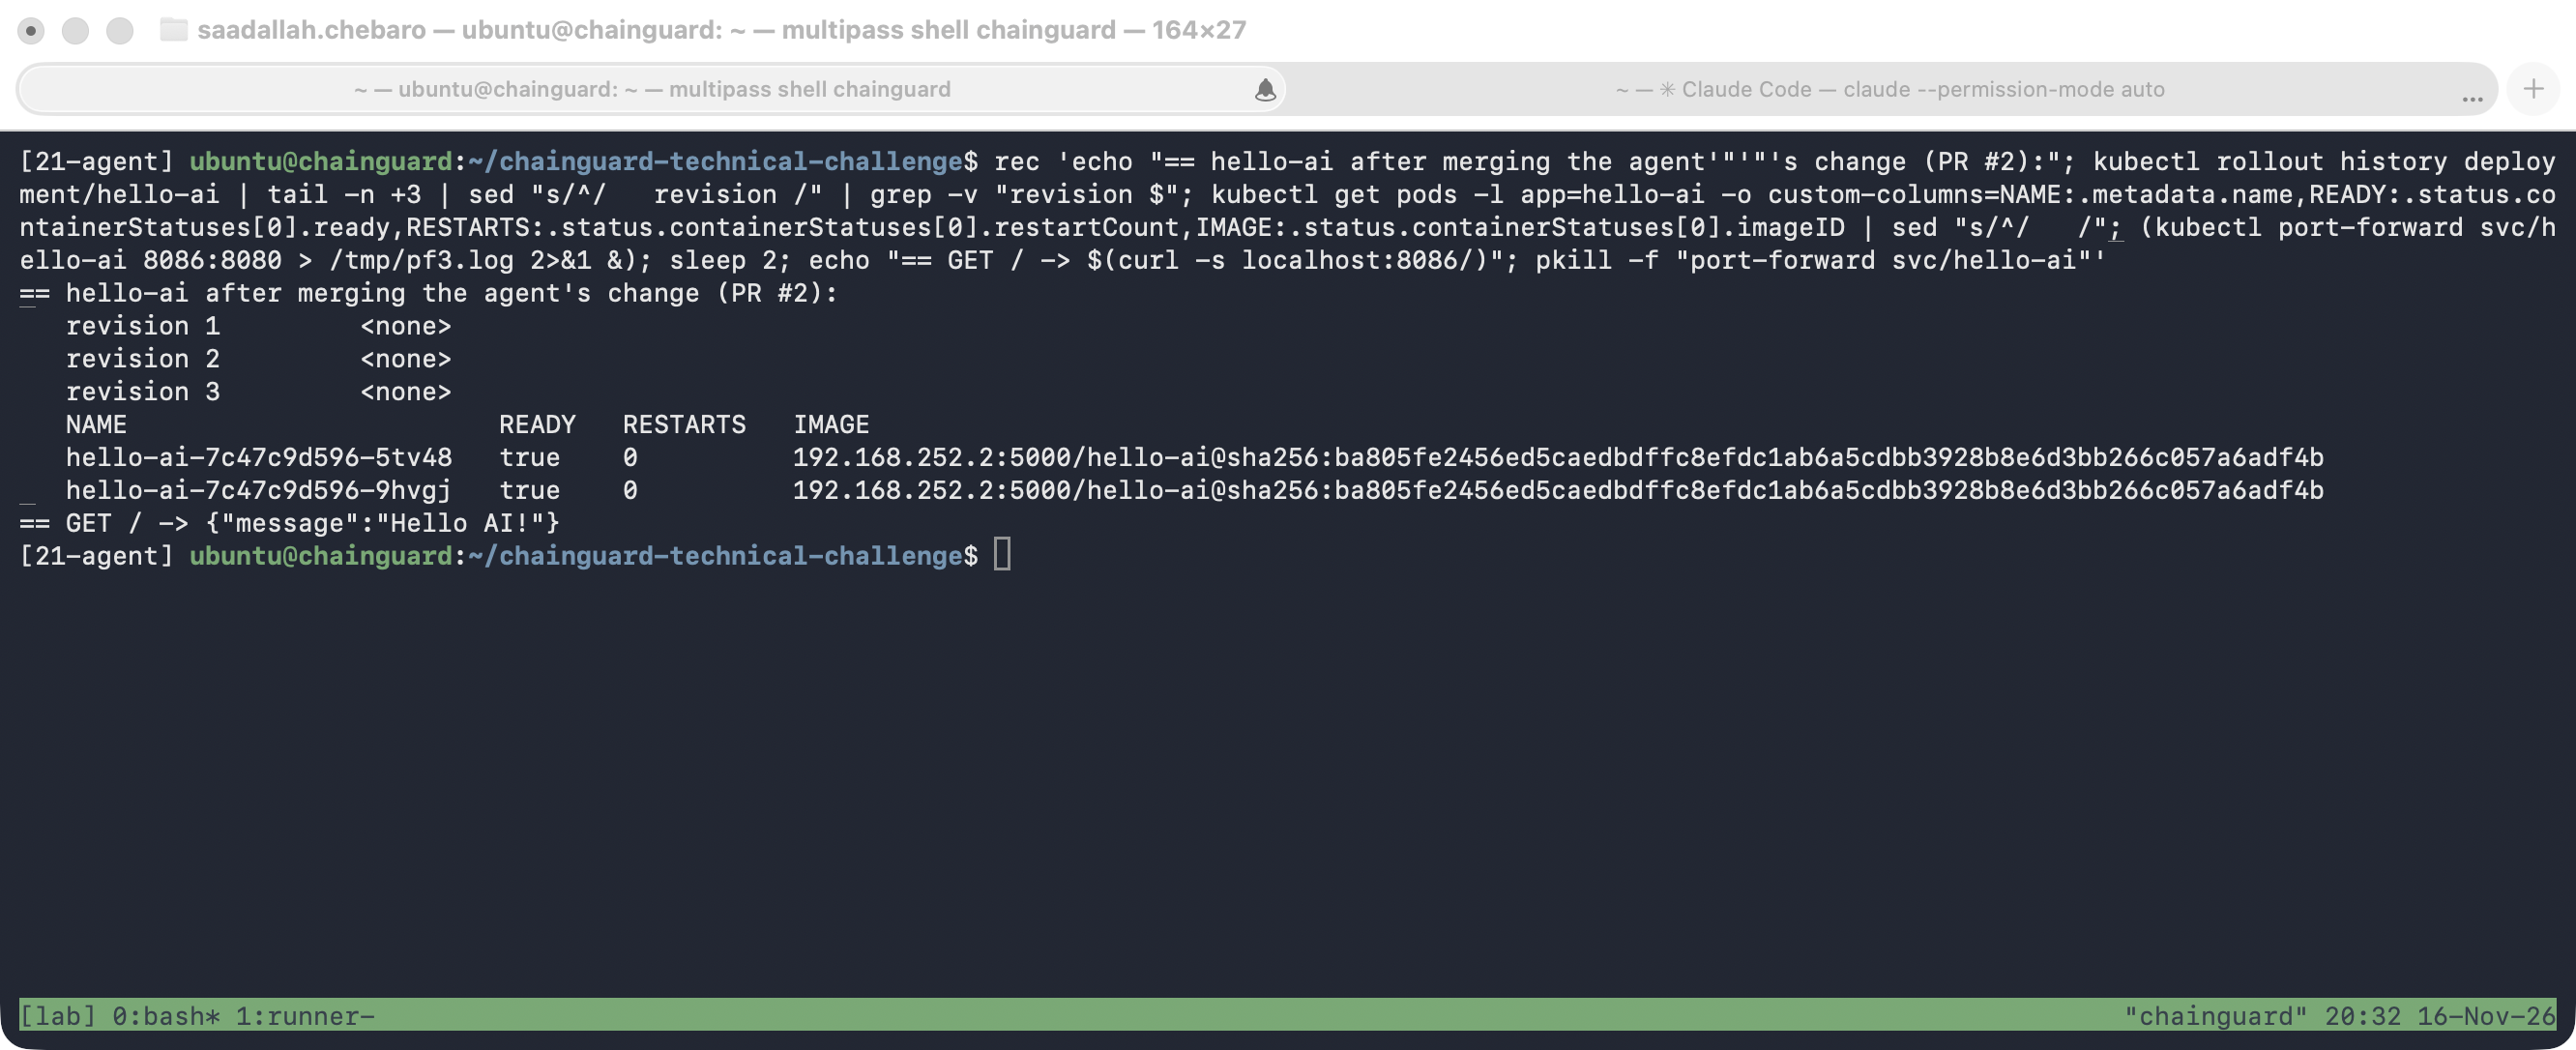 saadallah.chebaro — ubuntu@chainguard: ~ — multipass shell chainguard — 164×27
~ — ubuntu@chainguard: ~ — multipass shell chainguard
~ — ✳ Claude Code — claude --permission-mode auto
...
+
[21-agent] ubuntu@chainguard:~/chainguard-technical-challenge$ rec 'echo "== hello-ai after merging the agent'"'"'s change (PR #2):"; kubectl rollout history deploy
ment/hello-ai | tail -n +3 | sed "s/^/   revision /" | grep -v "revision $"; kubectl get pods -l app=hello-ai -o custom-columns=NAME:.metadata.name,READY:.status.co
ntainerStatuses[0].ready,RESTARTS:.status.containerStatuses[0].restartCount,IMAGE:.status.containerStatuses[0].imageID | sed "s/^/   /"; (kubectl port-forward svc/h
ello-ai 8086:8080 > /tmp/pf3.log 2>&1 &); sleep 2; echo "== GET / -> $(curl -s localhost:8086/)"; pkill -f "port-forward svc/hello-ai"'
== hello-ai after merging the agent's change (PR #2):
   revision 1         <none>
   revision 2         <none>
   revision 3         <none>
   NAME                        READY   RESTARTS   IMAGE
   hello-ai-7c47c9d596-5tv48   true    0          192.168.252.2:5000/hello-ai@sha256:ba805fe2456ed5caedbdffc8efdc1ab6a5cdbb3928b8e6d3bb266c057a6adf4b
   hello-ai-7c47c9d596-9hvgj   true    0          192.168.252.2:5000/hello-ai@sha256:ba805fe2456ed5caedbdffc8efdc1ab6a5cdbb3928b8e6d3bb266c057a6adf4b
== GET / -> {"message":"Hello AI!"}
[21-agent] ubuntu@chainguard:~/chainguard-technical-challenge$
[lab] 0:bash* 1:runner-                    "chainguard" 20:32 16-Nov-26